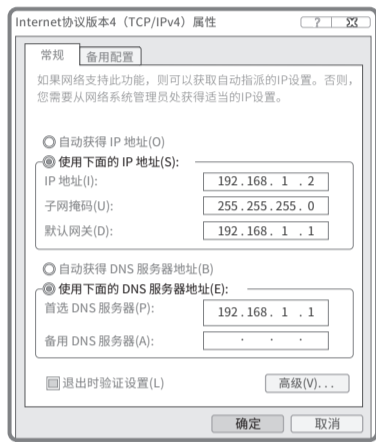 Internet协议版本4（TCP/IPv4）属性
常规 备用配置
如果网络支持此功能，则可以获取自动指派的IP设置。否则，
您需要从网络系统管理员处获得适当的IP设置。
自动获得 IP 地址(O)
使用下面的 IP 地址(S):
IP 地址(I): 192.168. 1 . 2
子网掩码(U): 255.255.255. 0
默认网关(D): 192.168. 1 . 1
自动获得 DNS 服务器地址(B)
使用下面的 DNS 服务器地址(E):
首选 DNS 服务器(P): 192.168. 1 . 1
备用 DNS 服务器(A): . . .
退出时验证设置(L) 高级(V)...
确定 取消